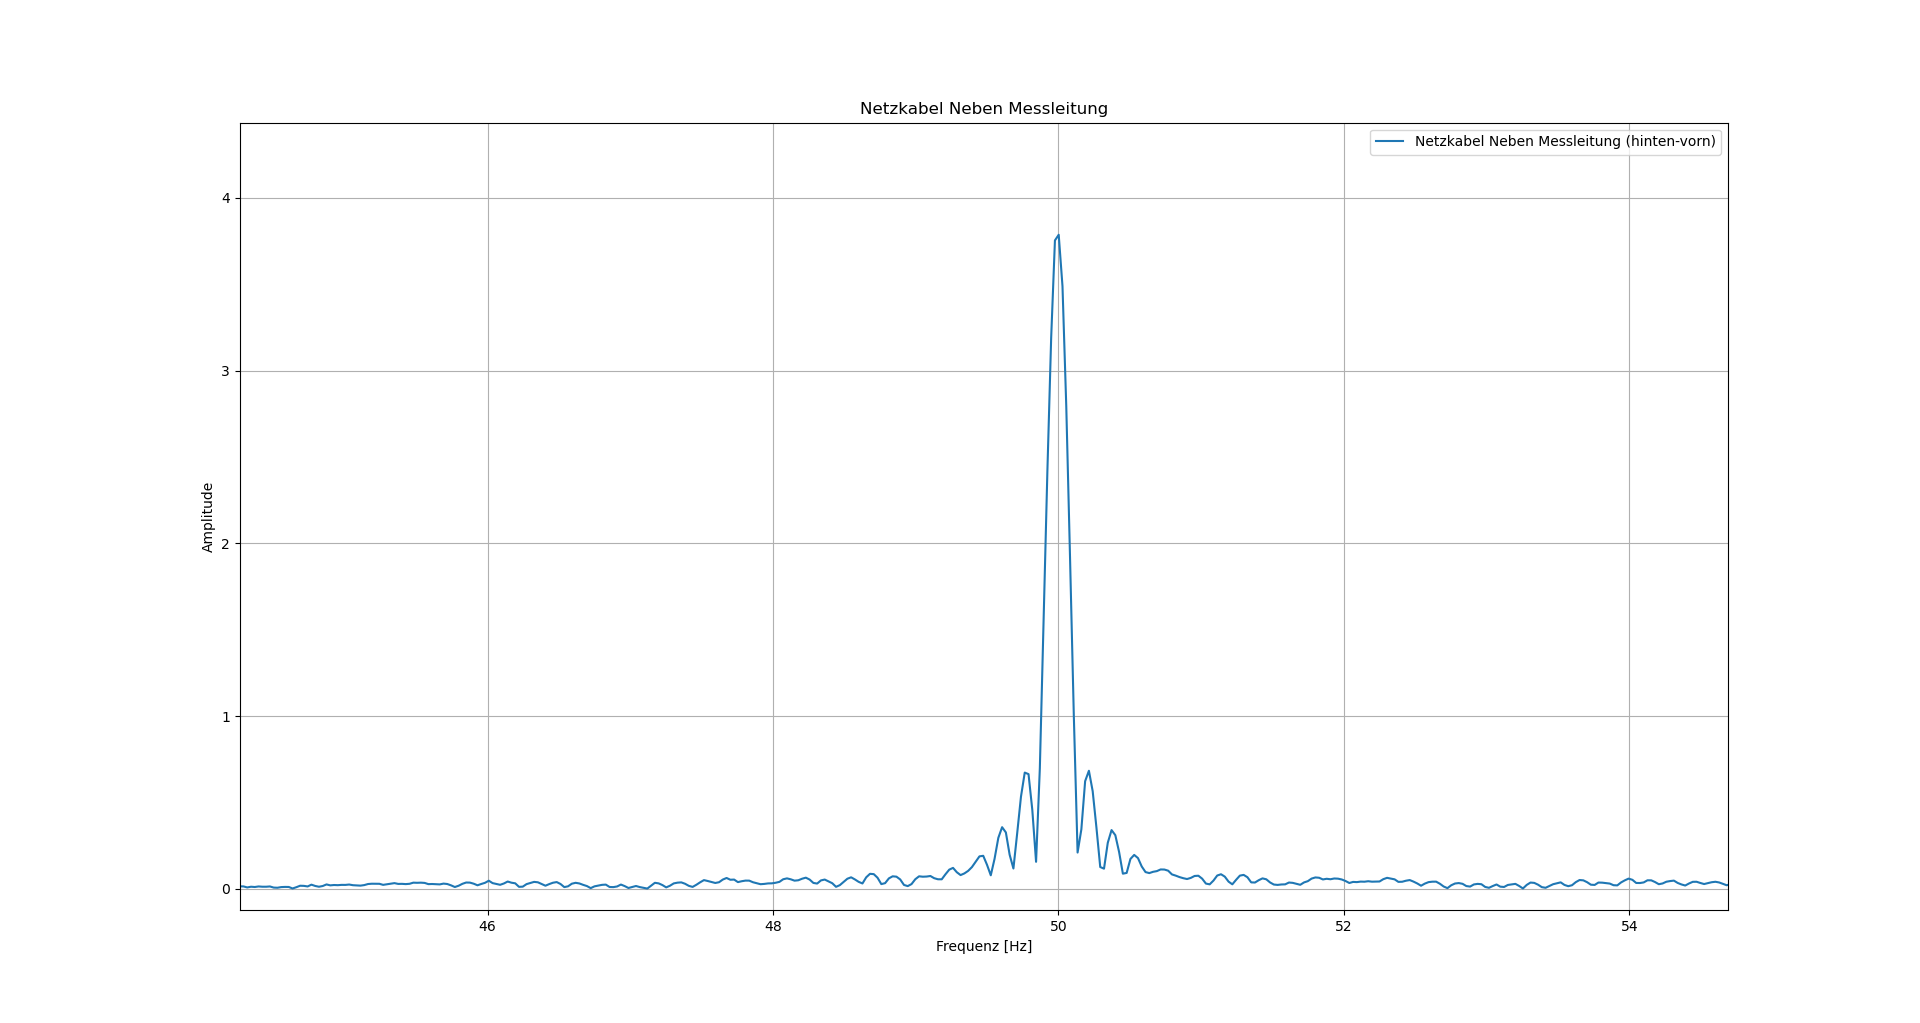 Netzkabel Neben Messleitung
Netzkabel Neben Messleitung (hinten-vorn)
4
3
2
1
0
Amplitude
46 48 50 52 54
Frequenz [Hz]